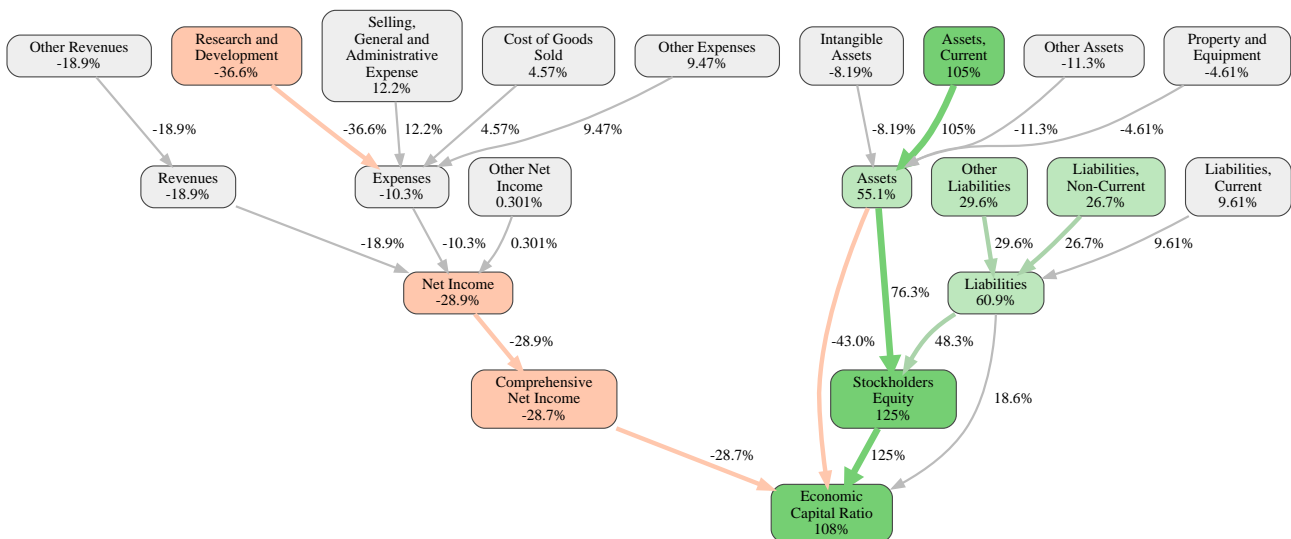 Other Revenues
-18.9%
Research and
Development
-36.6%
Selling,
General and
Administrative
Expense
12.2%
Cost of Goods
Sold
4.57%
Other Expenses
9.47%
Intangible
Assets
-8.19%
Assets,
Current
105%
Other Assets
-11.3%
Property and
Equipment
-4.61%
-18.9%
-36.6%
12.2%
4.57%
9.47%
-8.19%
105%
-11.3%
-4.61%
Revenues
-18.9%
Expenses
-10.3%
Other Net
Income
0.301%
Assets
55.1%
Other
Liabilities
29.6%
Liabilities,
Non-Current
26.7%
Liabilities,
Current
9.61%
-18.9%
-10.3%
0.301%
29.6%
26.7%
9.61%
Net Income
-28.9%
76.3%
Liabilities
60.9%
-28.9%
-43.0%
48.3%
Comprehensive
Net Income
-28.7%
Stockholders
Equity
125%
18.6%
-28.7%
125%
Economic
Capital Ratio
108%